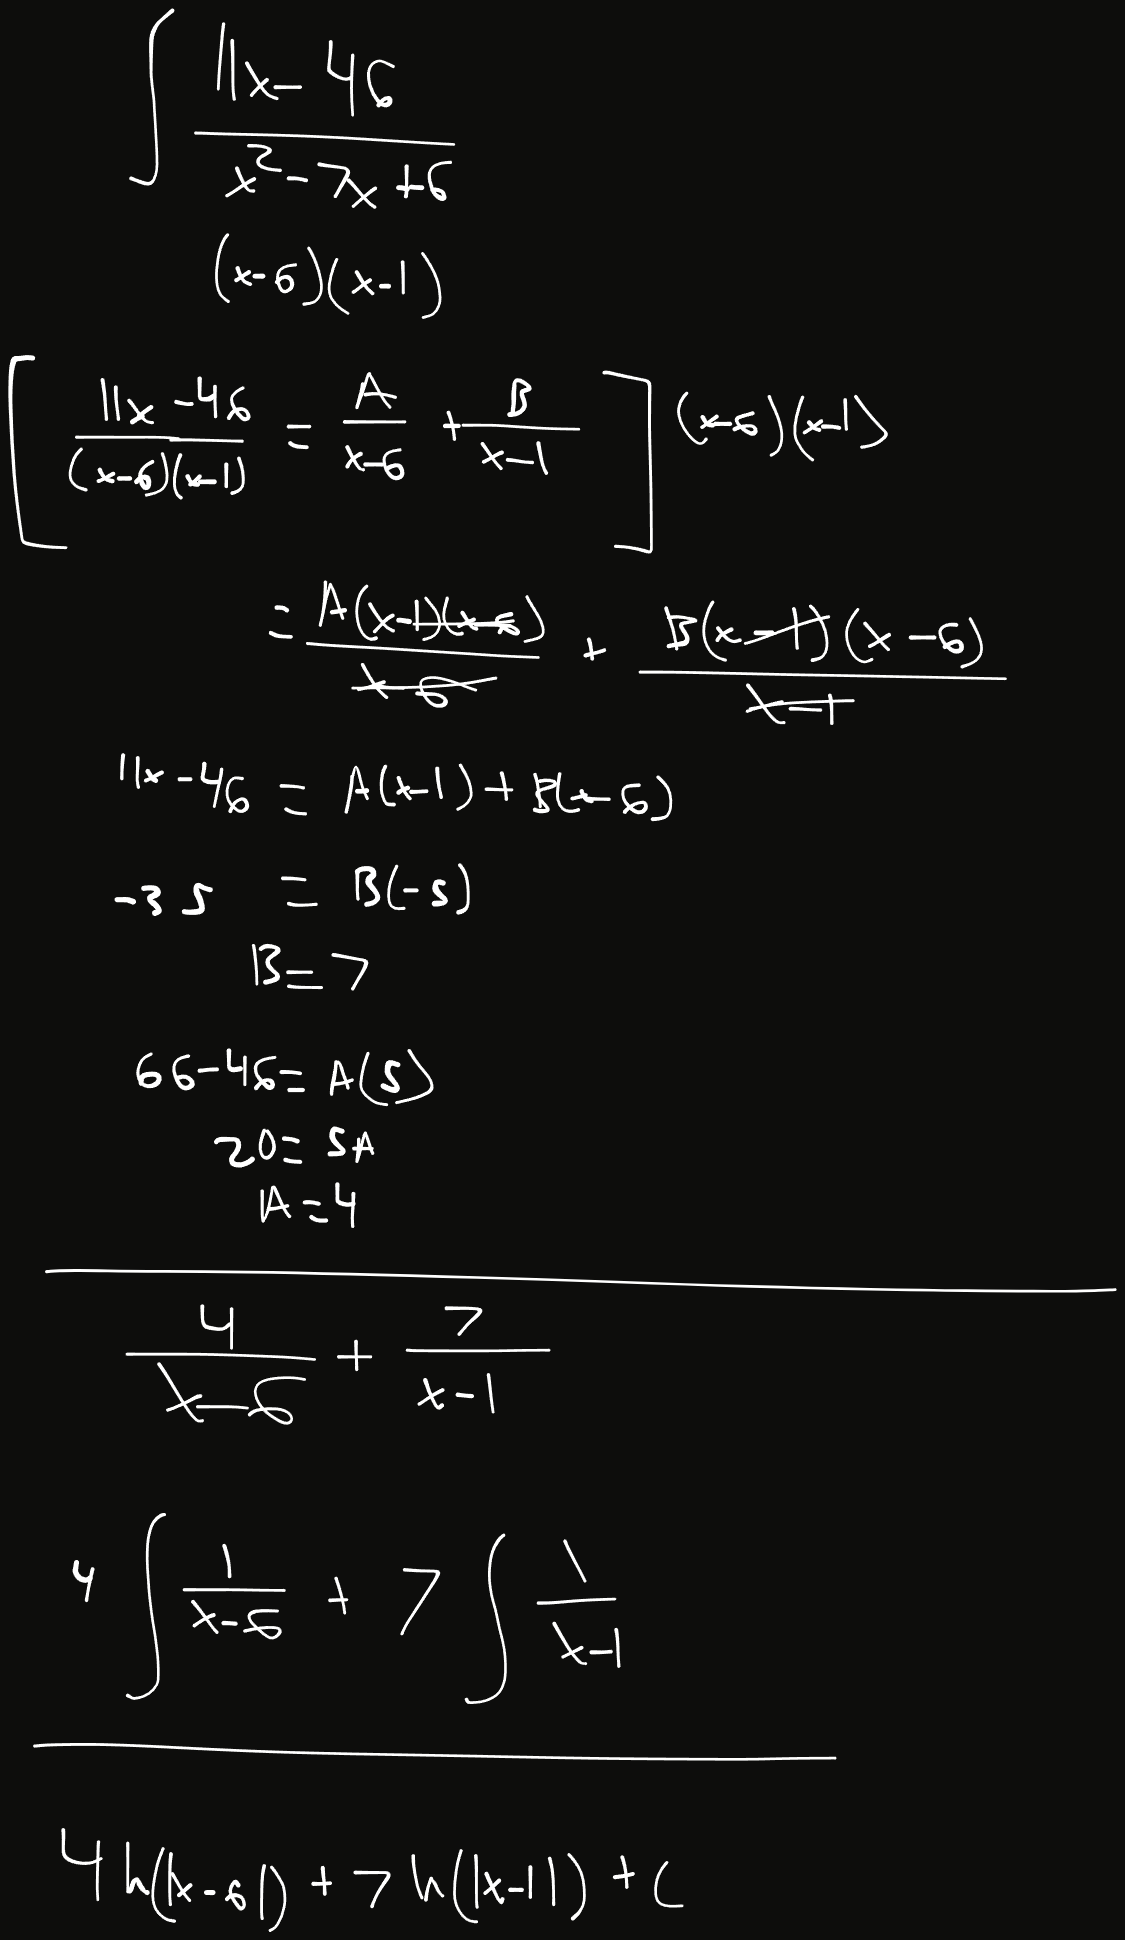 ∫ (11x - 46)/(x² - 7x + 6)
(x-6)(x-1)
[ (11x - 46)/((x-6)(x-1)) = A/(x-6) + B/(x-1) ] (x-6)(x-1)
= A(x-1)(x-6)/(x-6) + B(x-1)(x-6)/(x-1)
11x - 46 = A(x-1) + B(x-6)
-35 = B(-5)
B = 7
66 - 46 = A(5)
20 = 5A
A = 4
4/(x-6) + 7/(x-1)
4 ∫ 1/(x-6) + 7 ∫ 1/(x-1)
4 ln(|x-6|) + 7 ln(|x-1|) + C